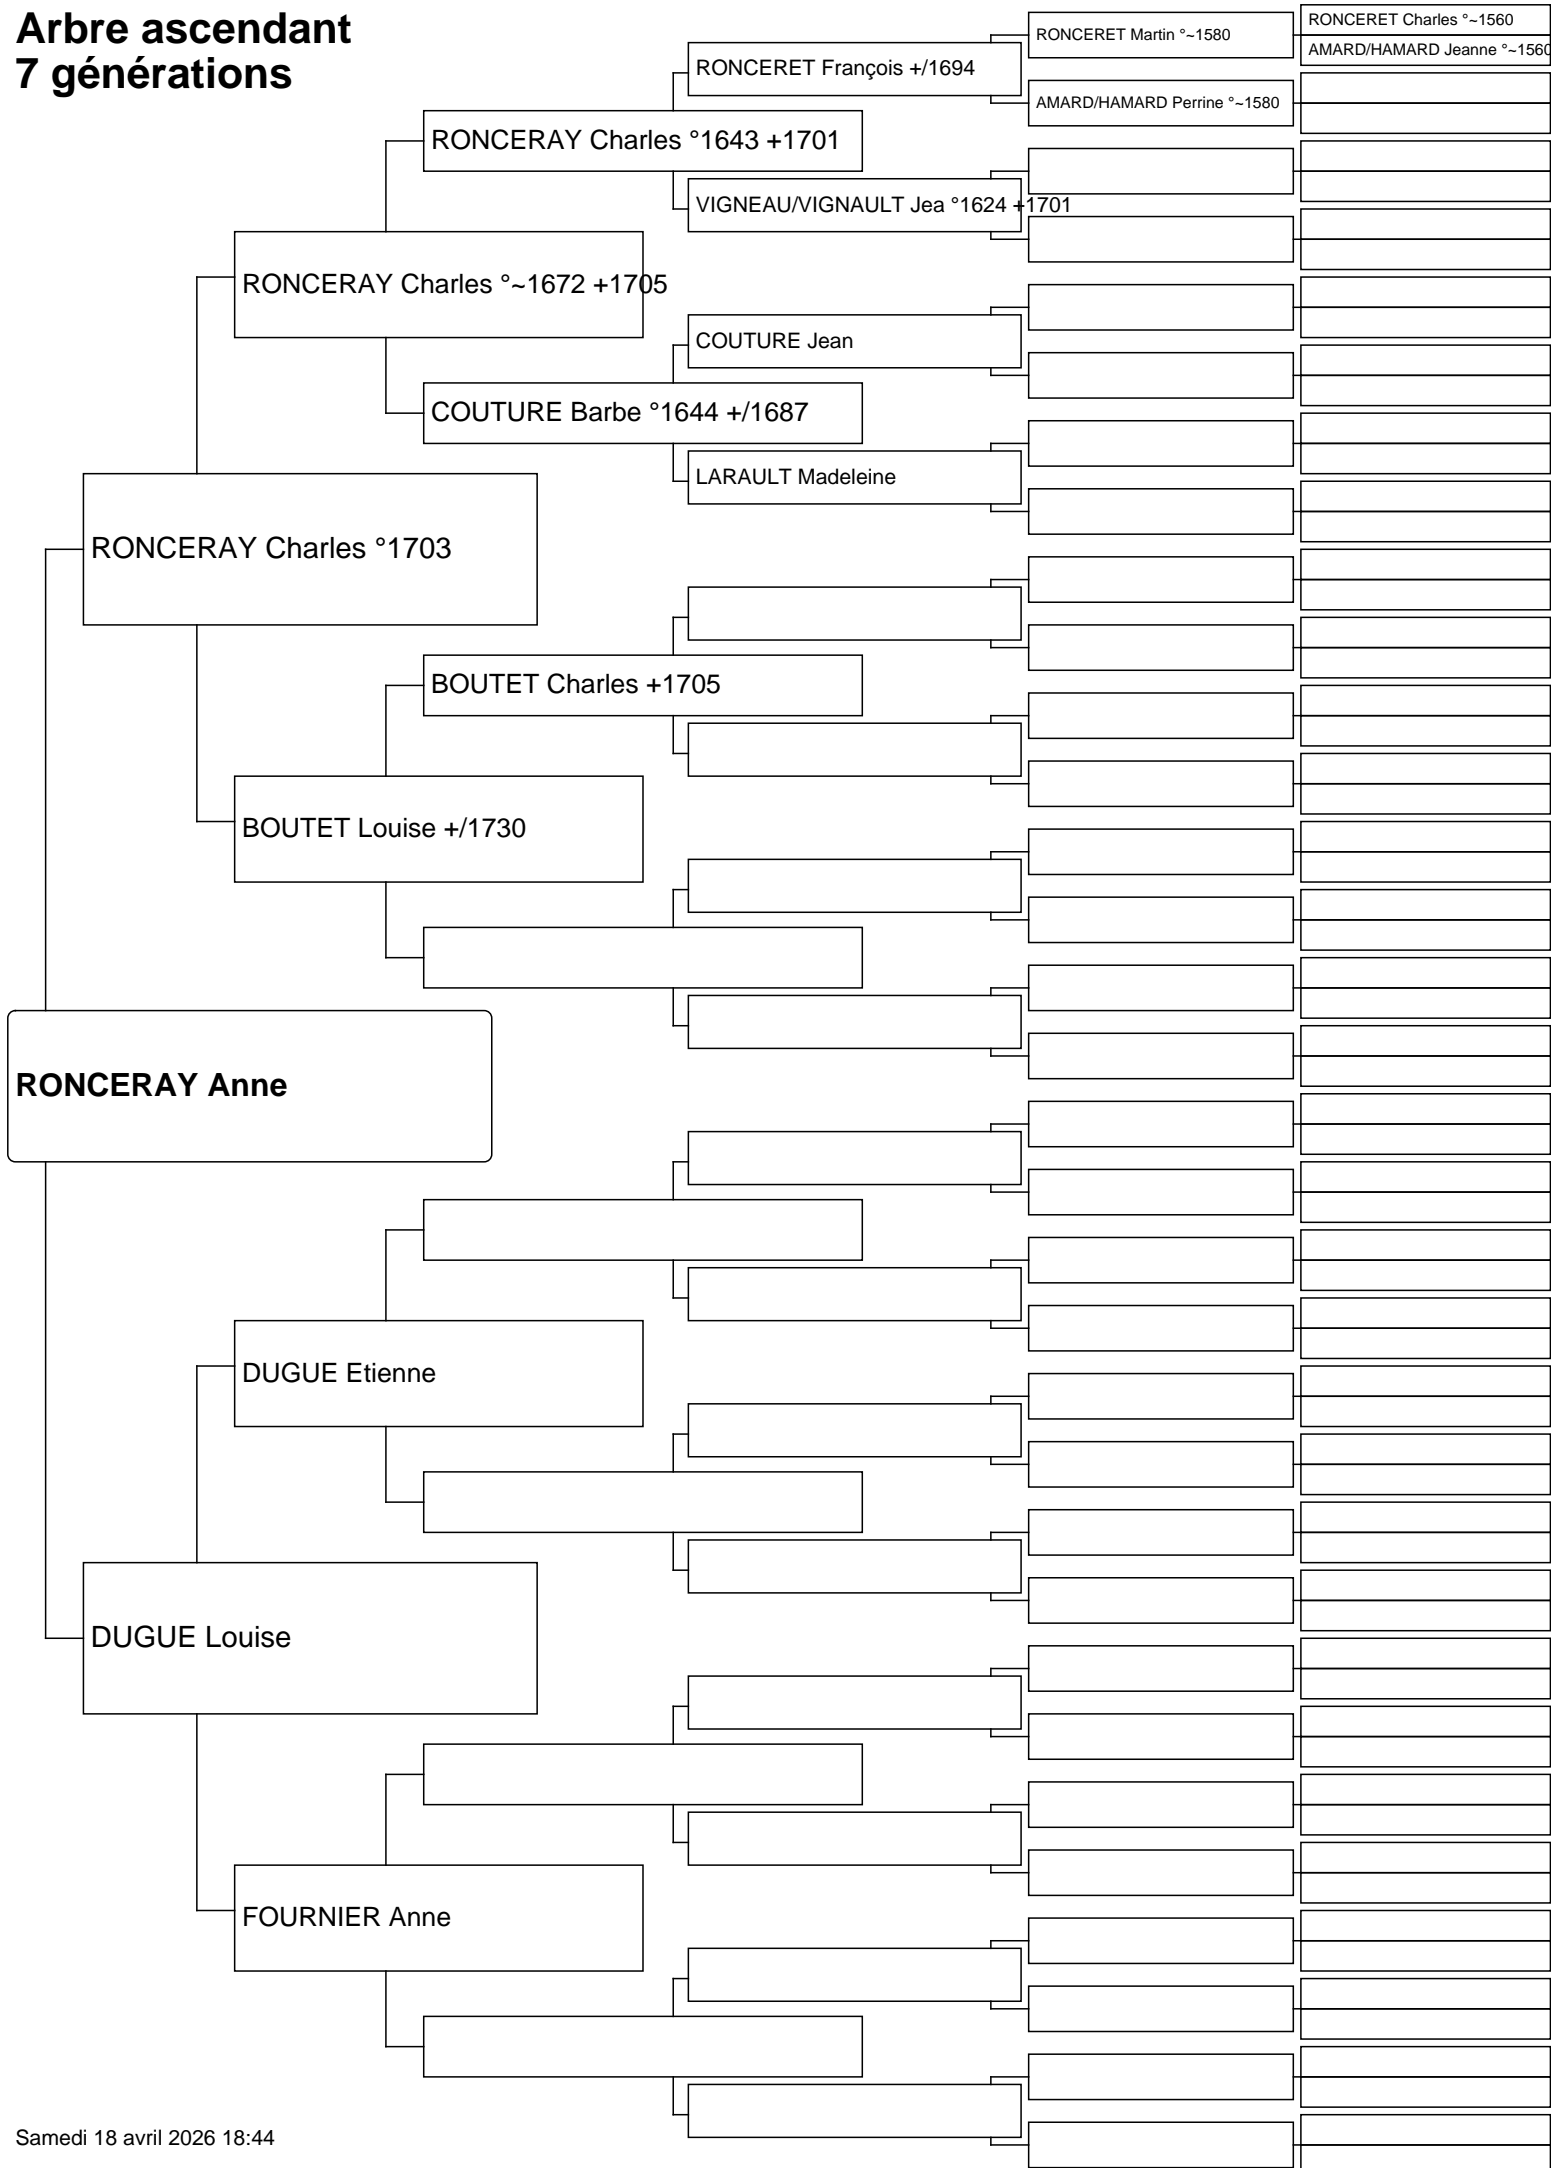 Arbre ascendant
7 générations
RONCERET Martin °~1580
RONCERET Charles °~1560
AMARD/HAMARD Jeanne °~1560
RONCERET François +/1694
AMARD/HAMARD Perrine °~1580
RONCERAY Charles °1643 +1701
VIGNEAU/VIGNAULT Jea °1624 +1701
RONCERAY Charles °~1672 +1705
COUTURE Jean
COUTURE Barbe °1644 +/1687
LARAULT Madeleine
RONCERAY Charles °1703
BOUTET Charles +1705
BOUTET Louise +/1730
RONCERAY Anne
DUGUE Etienne
DUGUE Louise
FOURNIER Anne
Samedi 18 avril 2026 18:44